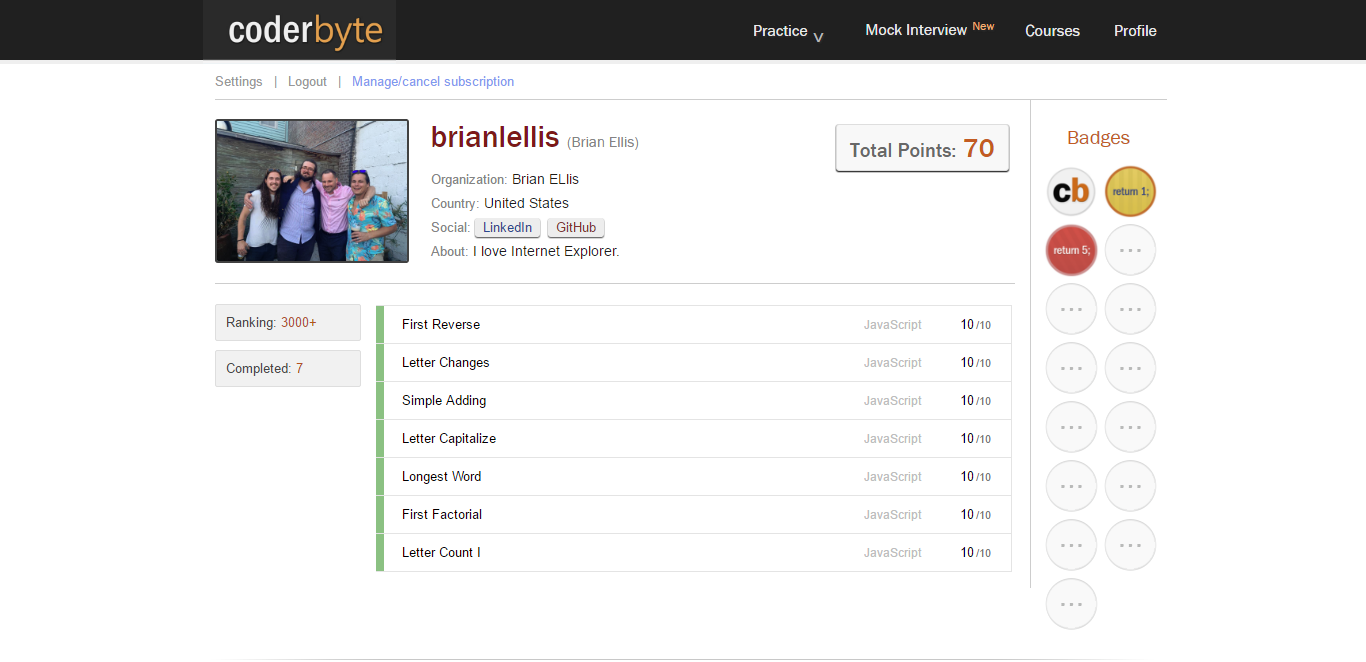 coderbyte
Practice v Mock Interview New Courses Profile
Settings | Logout | Manage/cancel subscription
brianlellis (Brian Ellis)
Organization: Brian ELlis
Country: United States
Social: LinkedIn GitHub
About: I love Internet Explorer.
Total Points: 70
Ranking: 3000+
Completed: 7
First Reverse JavaScript 10/10
Letter Changes JavaScript 10/10
Simple Adding JavaScript 10/10
Letter Capitalize JavaScript 10/10
Longest Word JavaScript 10/10
First Factorial JavaScript 10/10
Letter Count I JavaScript 10/10
Badges
cb return 1;
return 5; ...
... ...
... ...
... ...
... ...
... ...
...